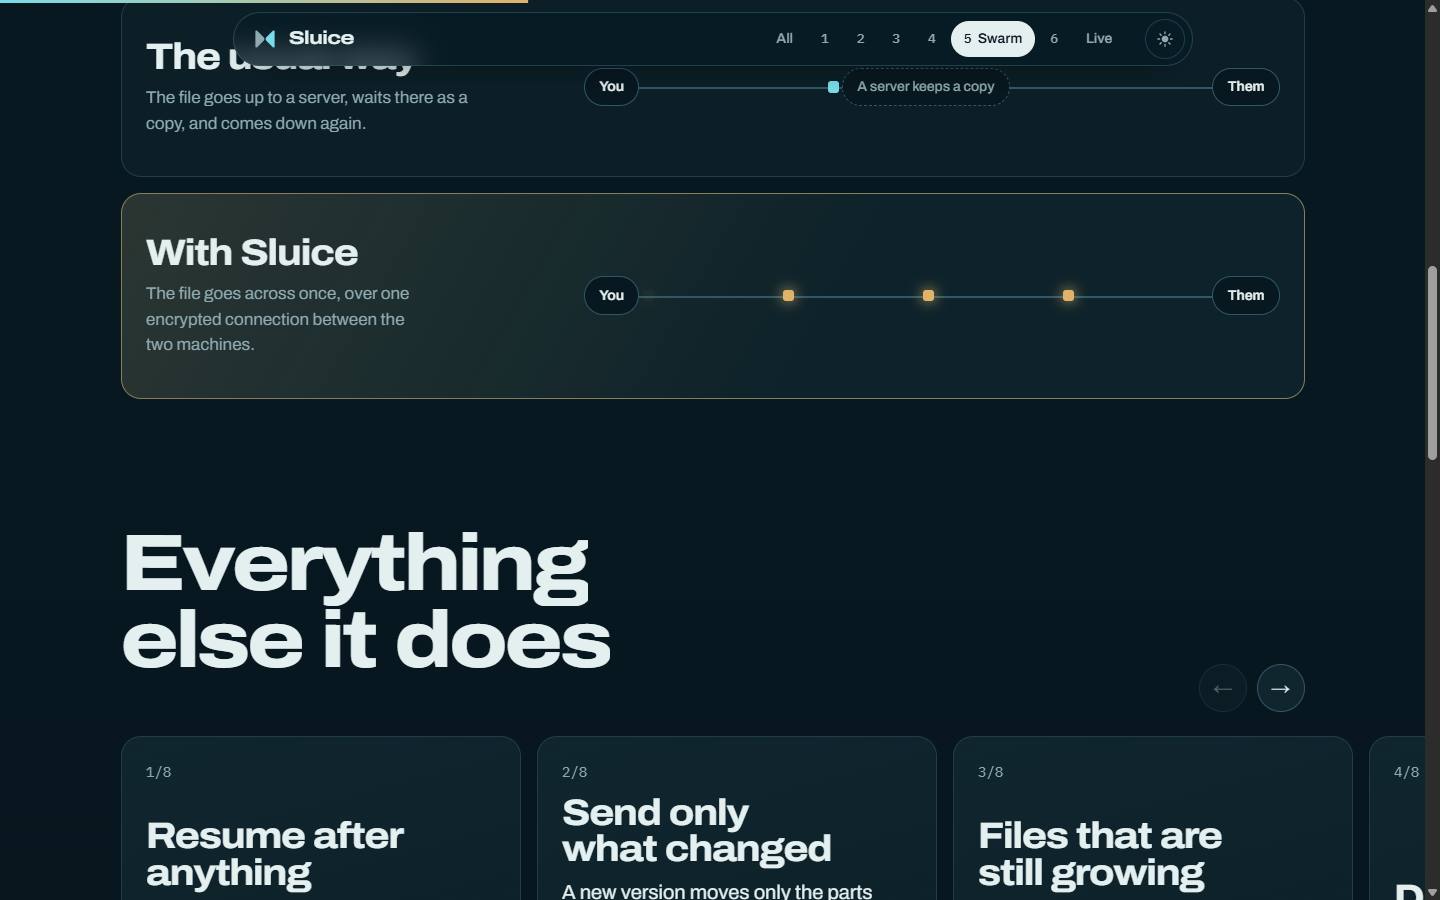 Sluice
All 1 2 3 4 5 Swarm 6 Live
The usual way
The file goes up to a server, waits there as a
copy, and comes down again.
You
A server keeps a copy
Them
With Sluice
The file goes across once, over one
encrypted connection between the
two machines.
You
Them
Everything
else it does
← →
1/8
Resume after
anything
2/8
Send only
what changed
A new version moves only the parts
3/8
Files that are
still growing
4/8